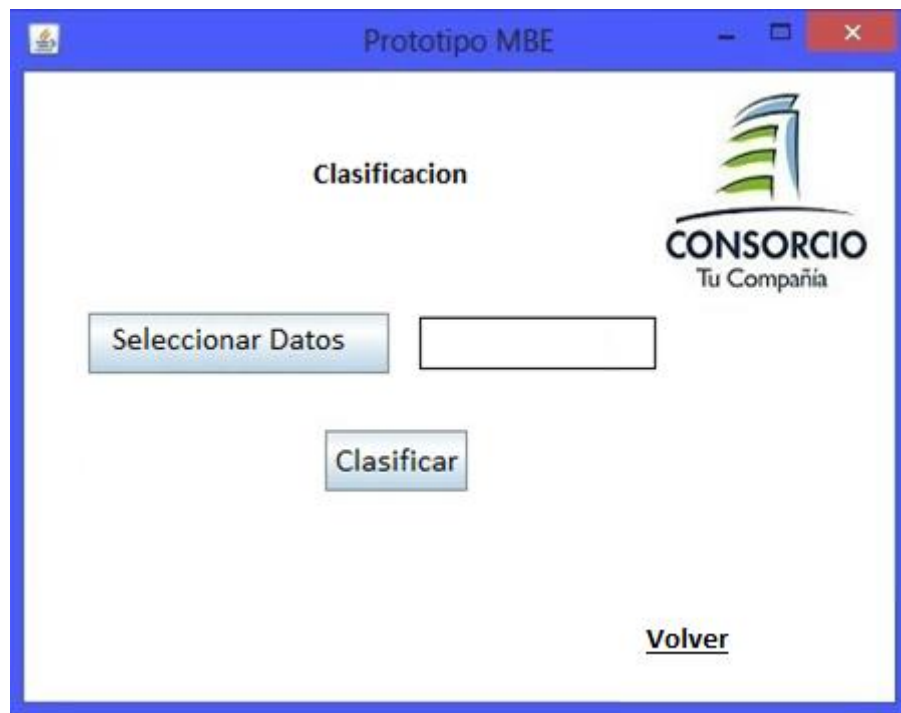 Prototipo MBE
Clasificacion
CONSORCIO
Tu Compañía
Seleccionar Datos
Clasificar
Volver